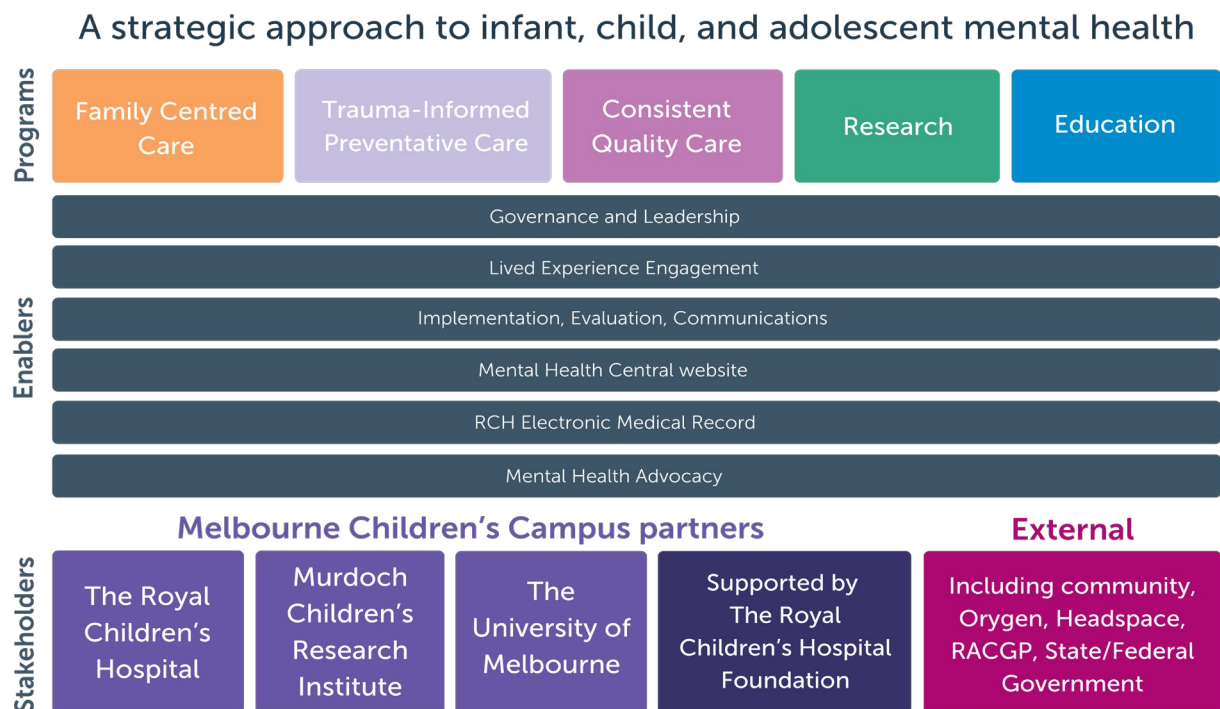 A strategic approach to infant, child, and adolescent mental health
Programs
Family Centred
Care
Trauma-Informed
Preventative Care
Consistent
Quality Care
Research
Education
Enablers
Governance and Leadership
Lived Experience Engagement
Implementation, Evaluation, Communications
Mental Health Central website
RCH Electronic Medical Record
Mental Health Advocacy
Stakeholders
Melbourne Children's Campus partners
The Royal
Children's
Hospital
Murdoch
Children's
Research
Institute
The
University of
Melbourne
Supported by
The Royal
Children's Hospital
Foundation
External
Including community,
Orygen, Headspace,
RACGP, State/Federal
Government